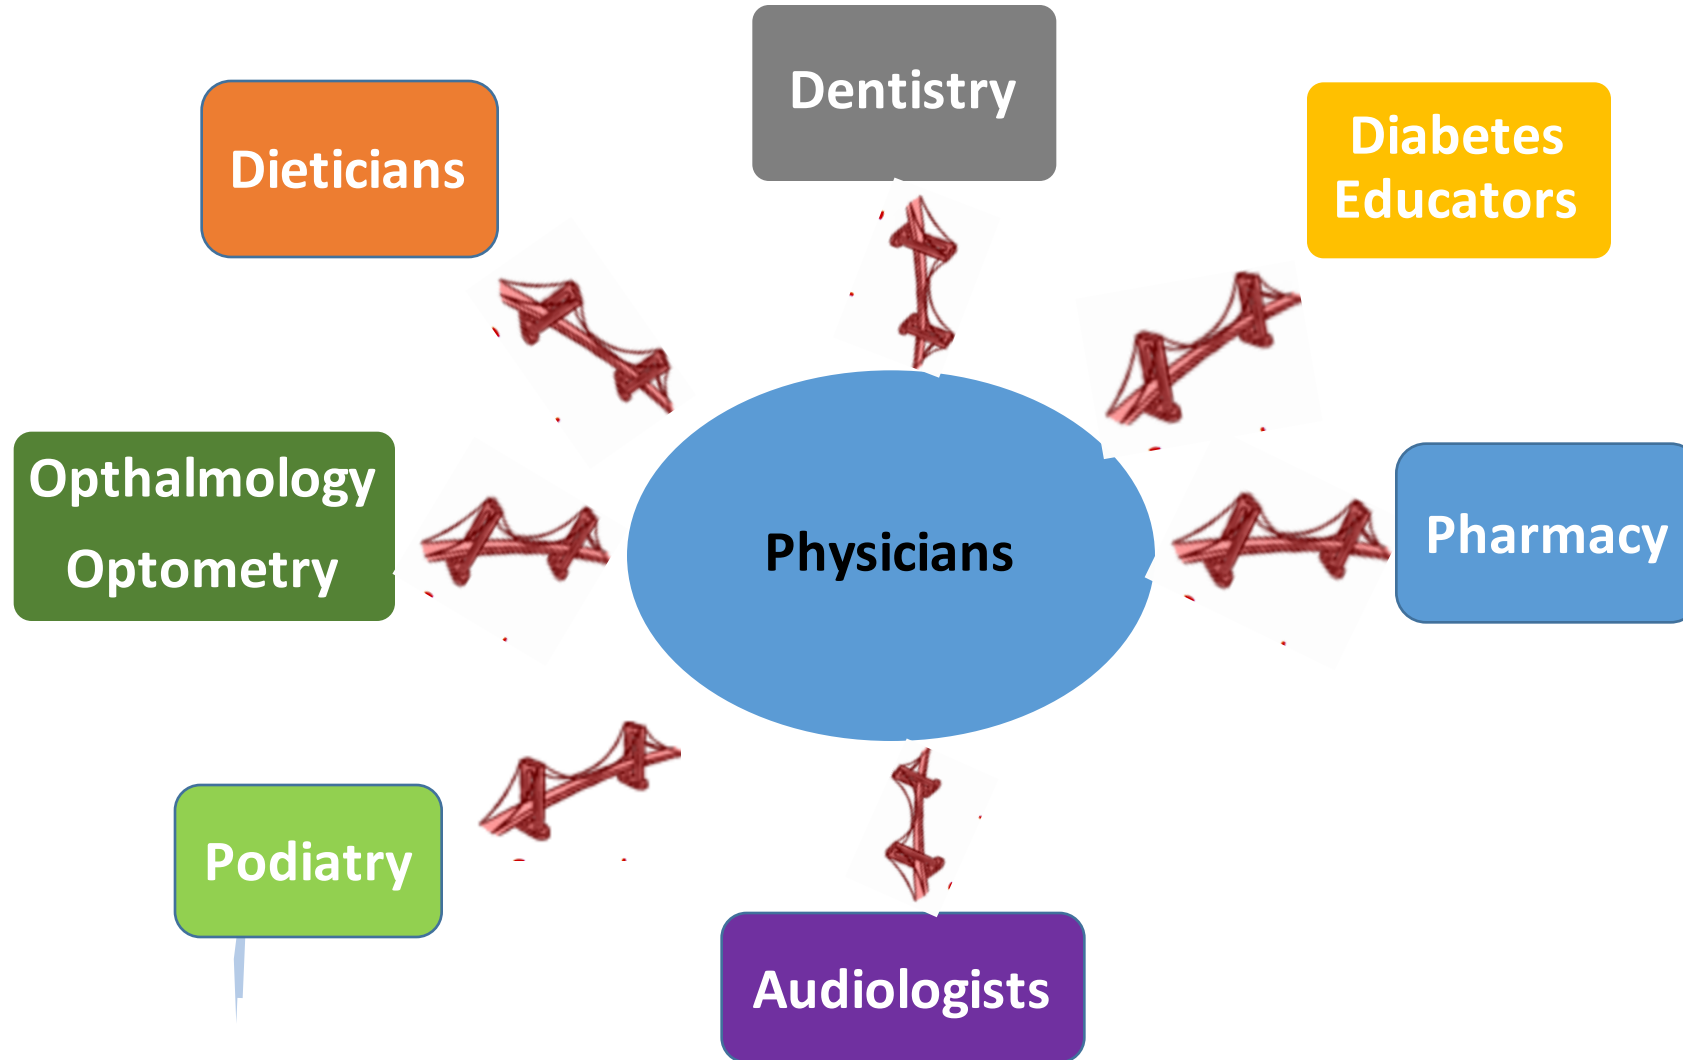 Dentistry
Dieticians
Diabetes
Educators
Opthalmology
Optometry
Physicians
Pharmacy
Podiatry
Audiologists